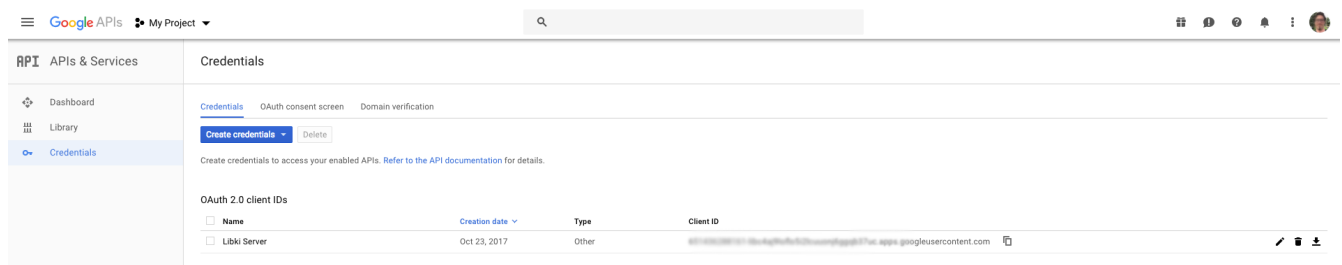 Google APIs My Project
API APIs & Services
Credentials
Dashboard
Library
Credentials
Credentials OAuth consent screen Domain verification
Create credentials Delete
Create credentials to access your enabled APIs. Refer to the API documentation for details.
OAuth 2.0 client IDs
Name Creation date Type Client ID
Libki Server Oct 23, 2017 Other .apps.googleusercontent.com